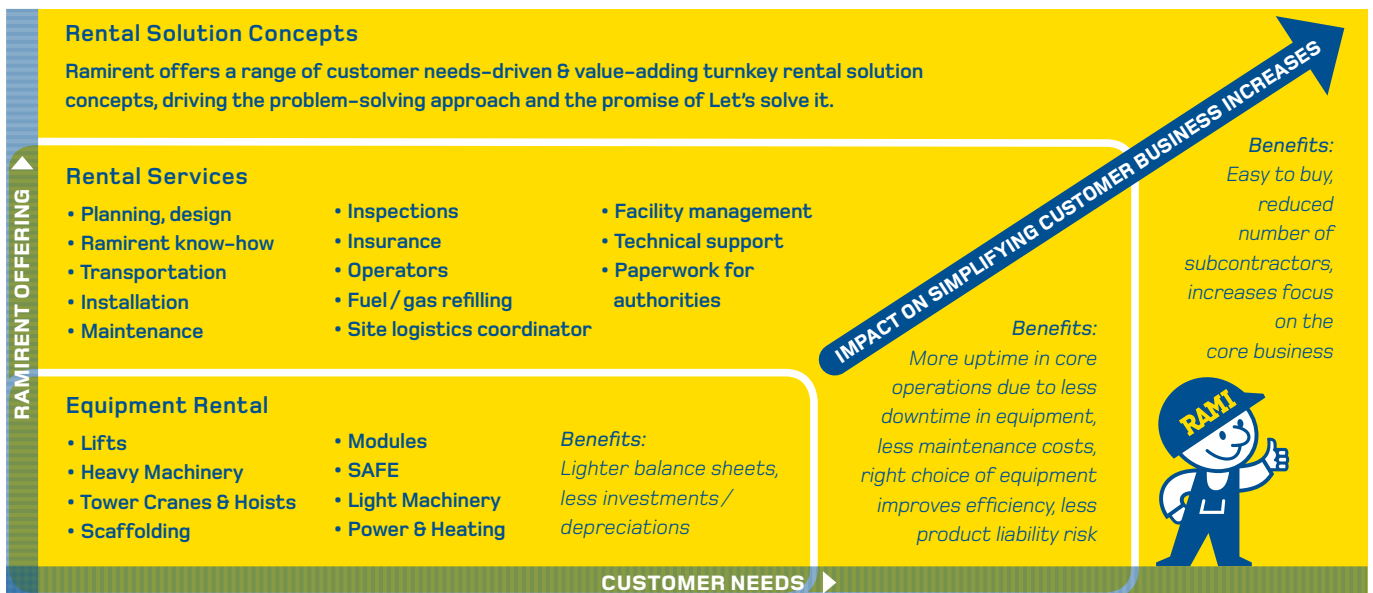 Rental Solution Concepts
Ramirent offers a range of customer needs-driven & value-adding turnkey rental solution
concepts, driving the problem-solving approach and the promise of Let's solve it.
IMPACT ON SIMPLIFYING CUSTOMER BUSINESS INCREASES
Benefits:
Easy to buy,
reduced
number of
subcontractors,
increases focus
on the
core business
RAMIRENT OFFERING
Rental Services
• Planning, design
• Ramirent know-how
• Transportation
• Installation
• Maintenance
• Inspections
• Insurance
• Operators
• Fuel / gas refilling
• Site logistics coordinator
• Facility management
• Technical support
• Paperwork for
authorities
Benefits:
More uptime in core
operations due to less
downtime in equipment,
less maintenance costs,
right choice of equipment
improves efficiency, less
product liability risk
Equipment Rental
• Lifts
• Heavy Machinery
• Tower Cranes & Hoists
• Scaffolding
• Modules
• SAFE
• Light Machinery
• Power & Heating
Benefits:
Lighter balance sheets,
less investments /
depreciations
RAMI
CUSTOMER NEEDS